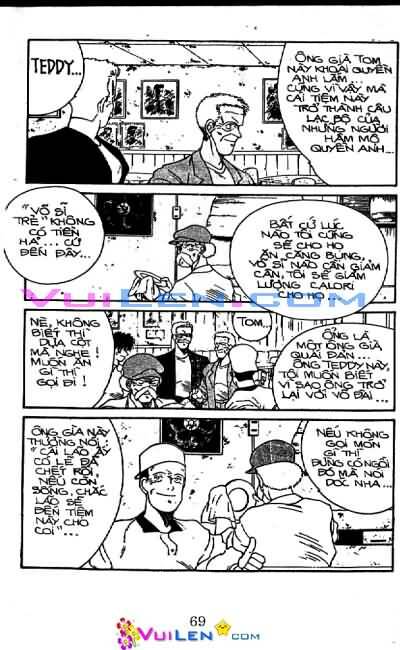 TEDDY...
ÔNG GIÀ TOM
NÀY KHOÁI QUYỀN
ANH LẮM...
CŨNG VÌ VẬY MÀ
CÁI TIỆM NÀY
TRỞ THÀNH CÂU
LẠC BỘ CỦA
NHỮNG NGƯỜI
HÂM MỘ
QUYỀN ANH...
"VÕ SĨ
TRẺ" KHÔNG
CÓ TIỀN
HẢ... CỨ
ĐẾN ĐÂY...
BẤT CỨ LÚC
NÀO TÔI CŨNG
SẼ CHO HỌ
ĂN CĂNG BỤNG,
VÕ SĨ NÀO CẦN GIẢM
CÂN, TÔI SẼ GIẢM
LƯỢNG CALORI
CHO HỌ
VUILEN.COM
NÈ, KHÔNG
BIẾT THÌ
DỰA CỘT
MÀ NGHE!
MUỐN ĂN
GÌ THÌ
GỌI ĐI!
TOM...
ỔNG LÀ
MỘT ÔNG GIÀ
QUÁI ĐẢN...
ÔNG TEDDY NÀY,
TÔI MUỐN BIẾT
VÌ SAO ÔNG TRỞ
LẠI VỚI VÕ ĐÀI...
ÔNG GIÀ NÀY
THƯỜNG NÓI:
"CÁI LÃO ẤY
CÓ LẼ ĐÃ
CHẾT RỒI,
NẾU CÒN
SỐNG, CHẮC
LÃO SẼ
ĐẾN TIỆM
NÀY CHO
COI"...
NẾU KHÔNG
GỌI MÓN
GÌ THÌ
ĐỪNG CÓ NGỒI
ĐÓ MÀ NÓI
DÓC NHA...
69
VUILEN.COM